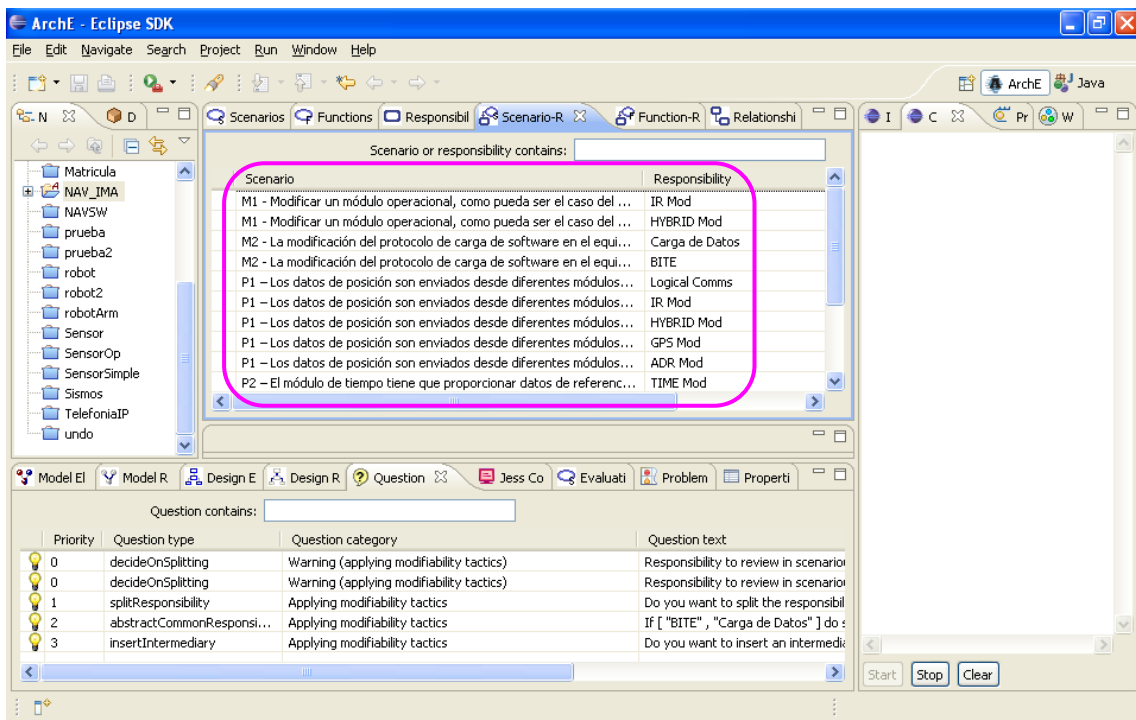 ArchE - Eclipse SDK
File Edit Navigate Search Project Run Window Help
ArchE Java
N D
Scenarios Functions Responsibil Scenario-R Function-R Relationshi
I C Pr W
Scenario or responsibility contains:
Matricula
NAV_IMA
NAVSW
prueba
prueba2
robot
robot2
robotArm
Sensor
SensorOp
SensorSimple
Sismos
TelefoniaIP
undo
Scenario Responsibility
M1 - Modificar un módulo operacional, como pueda ser el caso del ... IR Mod
M1 - Modificar un módulo operacional, como pueda ser el caso del ... HYBRID Mod
M2 - La modificación del protocolo de carga de software en el equi... Carga de Datos
M2 - La modificación del protocolo de carga de software en el equi... BITE
P1 – Los datos de posición son enviados desde diferentes módulos... Logical Comms
P1 – Los datos de posición son enviados desde diferentes módulos... IR Mod
P1 – Los datos de posición son enviados desde diferentes módulos... HYBRID Mod
P1 – Los datos de posición son enviados desde diferentes módulos... GPS Mod
P1 – Los datos de posición son enviados desde diferentes módulos... ADR Mod
P2 – El módulo de tiempo tiene que proporcionar datos de referenc... TIME Mod
Model El Model R Design E Design R Question Jess Co Evaluati Problem Properti
Question contains:
Priority Question type Question category Question text
0 decideOnSplitting Warning (applying modifiability tactics) Responsibility to review in scenario
0 decideOnSplitting Warning (applying modifiability tactics) Responsibility to review in scenario
1 splitResponsibility Applying modifiability tactics Do you want to split the responsibil
2 abstractCommonResponsi... Applying modifiability tactics If [ "BITE" , "Carga de Datos" ] do s
3 insertIntermediary Applying modifiability tactics Do you want to insert an intermedia
Start Stop Clear